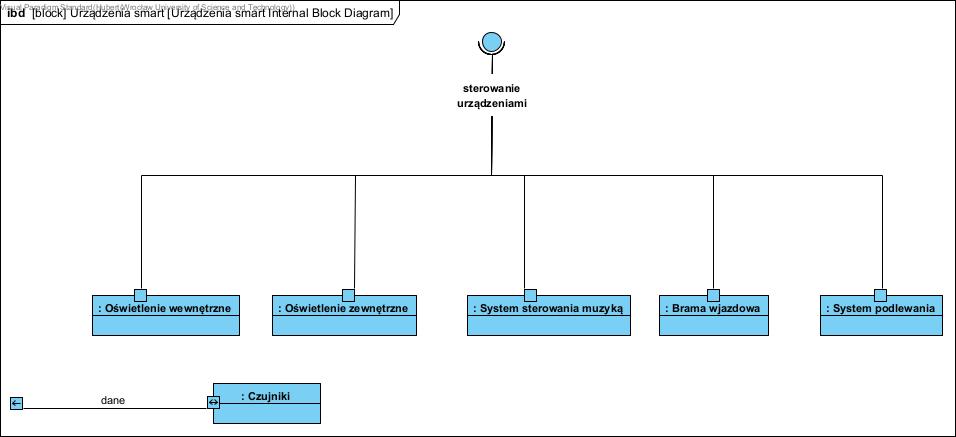 Visual Paradigm Standard(Hubert(Wrocław University of Science and Technology))
ibd [block] Urządzenia smart [Urządzenia smart Internal Block Diagram]
sterowanie
urządzeniami
: Oświetlenie wewnętrzne
: Oświetlenie zewnętrzne
: System sterowania muzyką
: Brama wjazdowa
: System podlewania
dane
: Czujniki